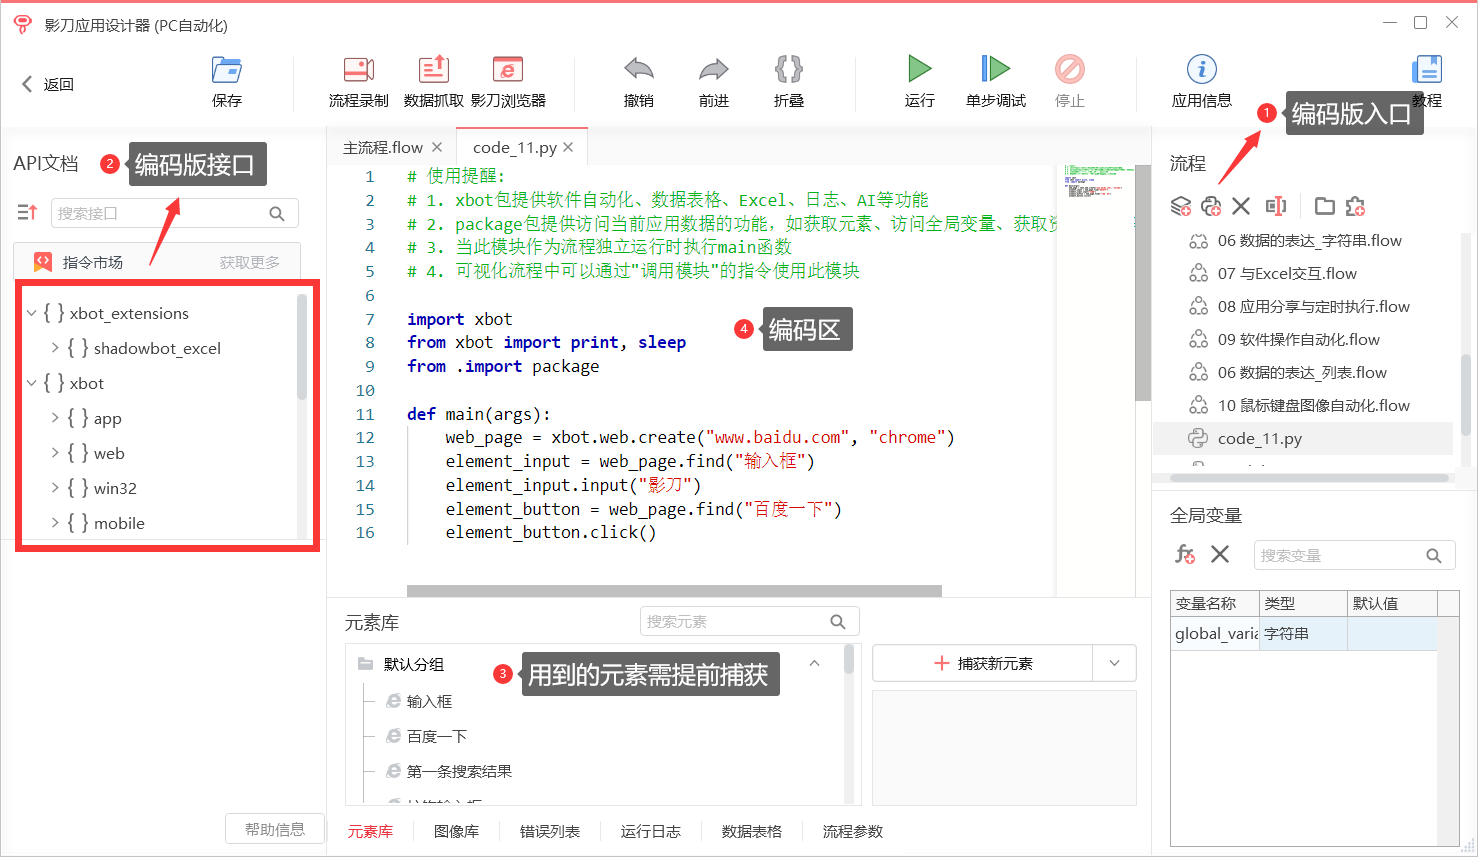 影刀应用设计器 (PC自动化)
返回
保存
流程录制
数据抓取
影刀浏览器
撤销
前进
折叠
运行
单步调试
停止
应用信息
教程
1
编码版入口
API文档
2
编码版接口
搜索接口
指令市场
获取更多
{ } xbot_extensions
{ } shadowbot_excel
{ } xbot
{ } app
{ } web
{ } win32
{ } mobile
帮助信息
主流程.flow
code_11.py
1 # 使用提醒:
2 # 1. xbot包提供软件自动化、数据表格、Excel、日志、AI等功能
3 # 2. package包提供访问当前应用数据的功能，如获取元素、访问全局变量、获取资
4 # 3. 当此模块作为流程独立运行时执行main函数
5 # 4. 可视化流程中可以通过"调用模块"的指令使用此模块
6
7 import xbot
8 from xbot import print, sleep
9 from .import package
10
11 def main(args):
12 web_page = xbot.web.create("www.baidu.com", "chrome")
13 element_input = web_page.find("输入框")
14 element_input.input("影刀")
15 element_button = web_page.find("百度一下")
16 element_button.click()
4
编码区
元素库
搜索元素
默认分组
3
用到的元素需提前捕获
输入框
百度一下
第一条搜索结果
捕获新元素
元素库
图像库
错误列表
运行日志
数据表格
流程参数
流程
06 数据的表达_字符串.flow
07 与Excel交互.flow
08 应用分享与定时执行.flow
09 软件操作自动化.flow
06 数据的表达_列表.flow
10 鼠标键盘图像自动化.flow
code_11.py
全局变量
搜索变量
变量名称 类型 默认值
global_varia 字符串